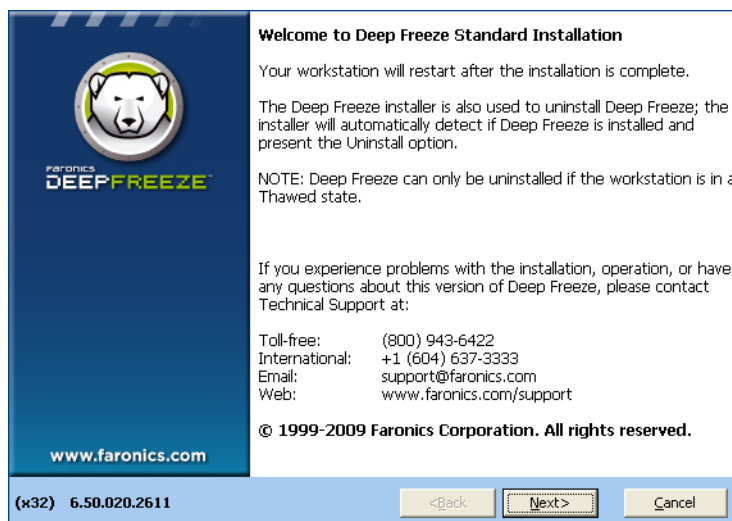 Welcome to Deep Freeze Standard Installation
Your workstation will restart after the installation is complete.
The Deep Freeze installer is also used to uninstall Deep Freeze; the
installer will automatically detect if Deep Freeze is installed and
present the Uninstall option.
NOTE: Deep Freeze can only be uninstalled if the workstation is in a
Thawed state.
If you experience problems with the installation, operation, or have
any questions about this version of Deep Freeze, please contact
Technical Support at:
Toll-free: (800) 943-6422
International: +1 (604) 637-3333
Email: support@faronics.com
Web: www.faronics.com/support
© 1999-2009 Faronics Corporation. All rights reserved.
FARONICS
DEEPFREEZE
www.faronics.com
(x32) 6.50.020.2611
<Back Next> Cancel